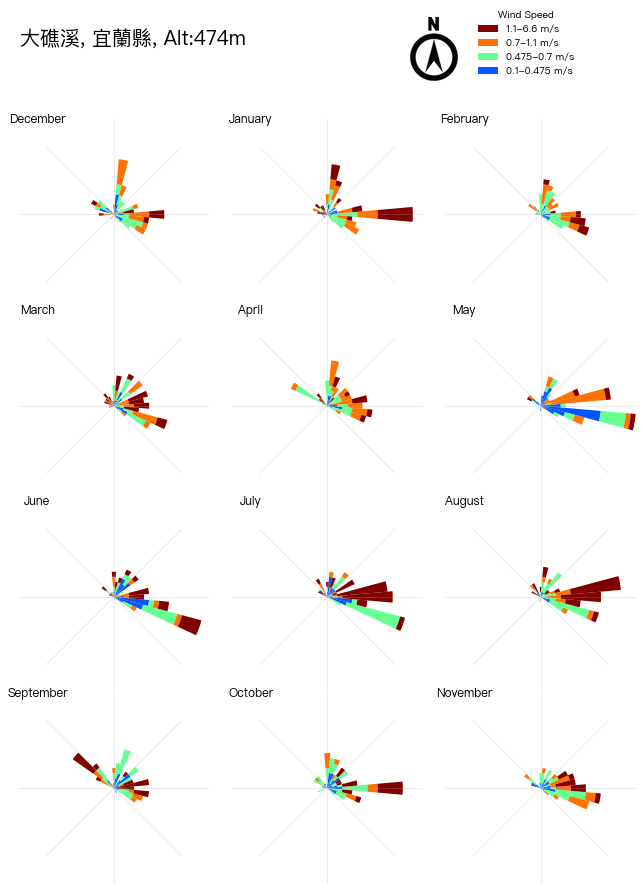 大礁溪, 宜蘭縣, Alt:474m
N
Wind Speed
1.1–6.6 m/s
0.7–1.1 m/s
0.475–0.7 m/s
0.1–0.475 m/s
December
January
February
March
April
May
June
July
August
September
October
November